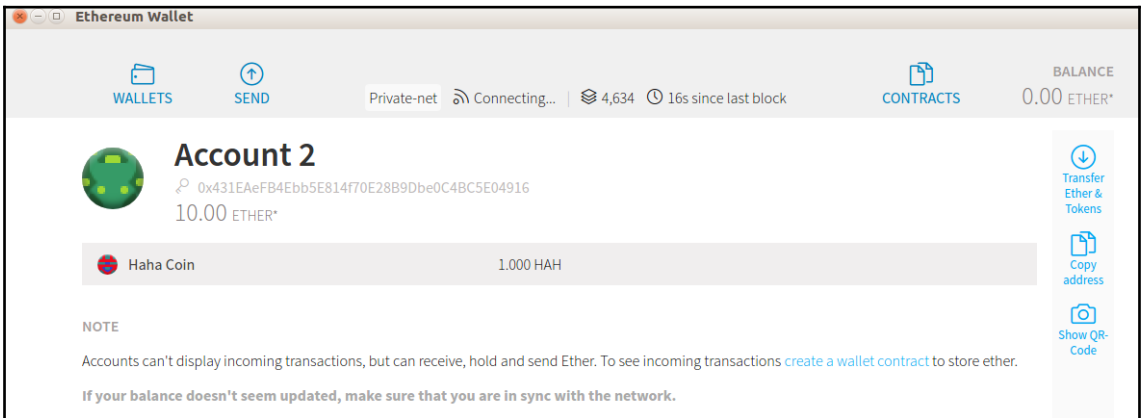 Ethereum Wallet
WALLETS
SEND
Private-net Connecting... | 4,634 16s since last block
CONTRACTS
BALANCE
0.00 ETHER*
Account 2
0x431EAeFB4Ebb5E814f70E28B9Dbe0C4BC5E04916
10.00 ETHER*
Haha Coin 1.000 HAH
NOTE
Accounts can't display incoming transactions, but can receive, hold and send Ether. To see incoming transactions create a wallet contract to store ether.
If your balance doesn't seem updated, make sure that you are in sync with the network.
Transfer
Ether &
Tokens
Copy
address
Show QR-
Code